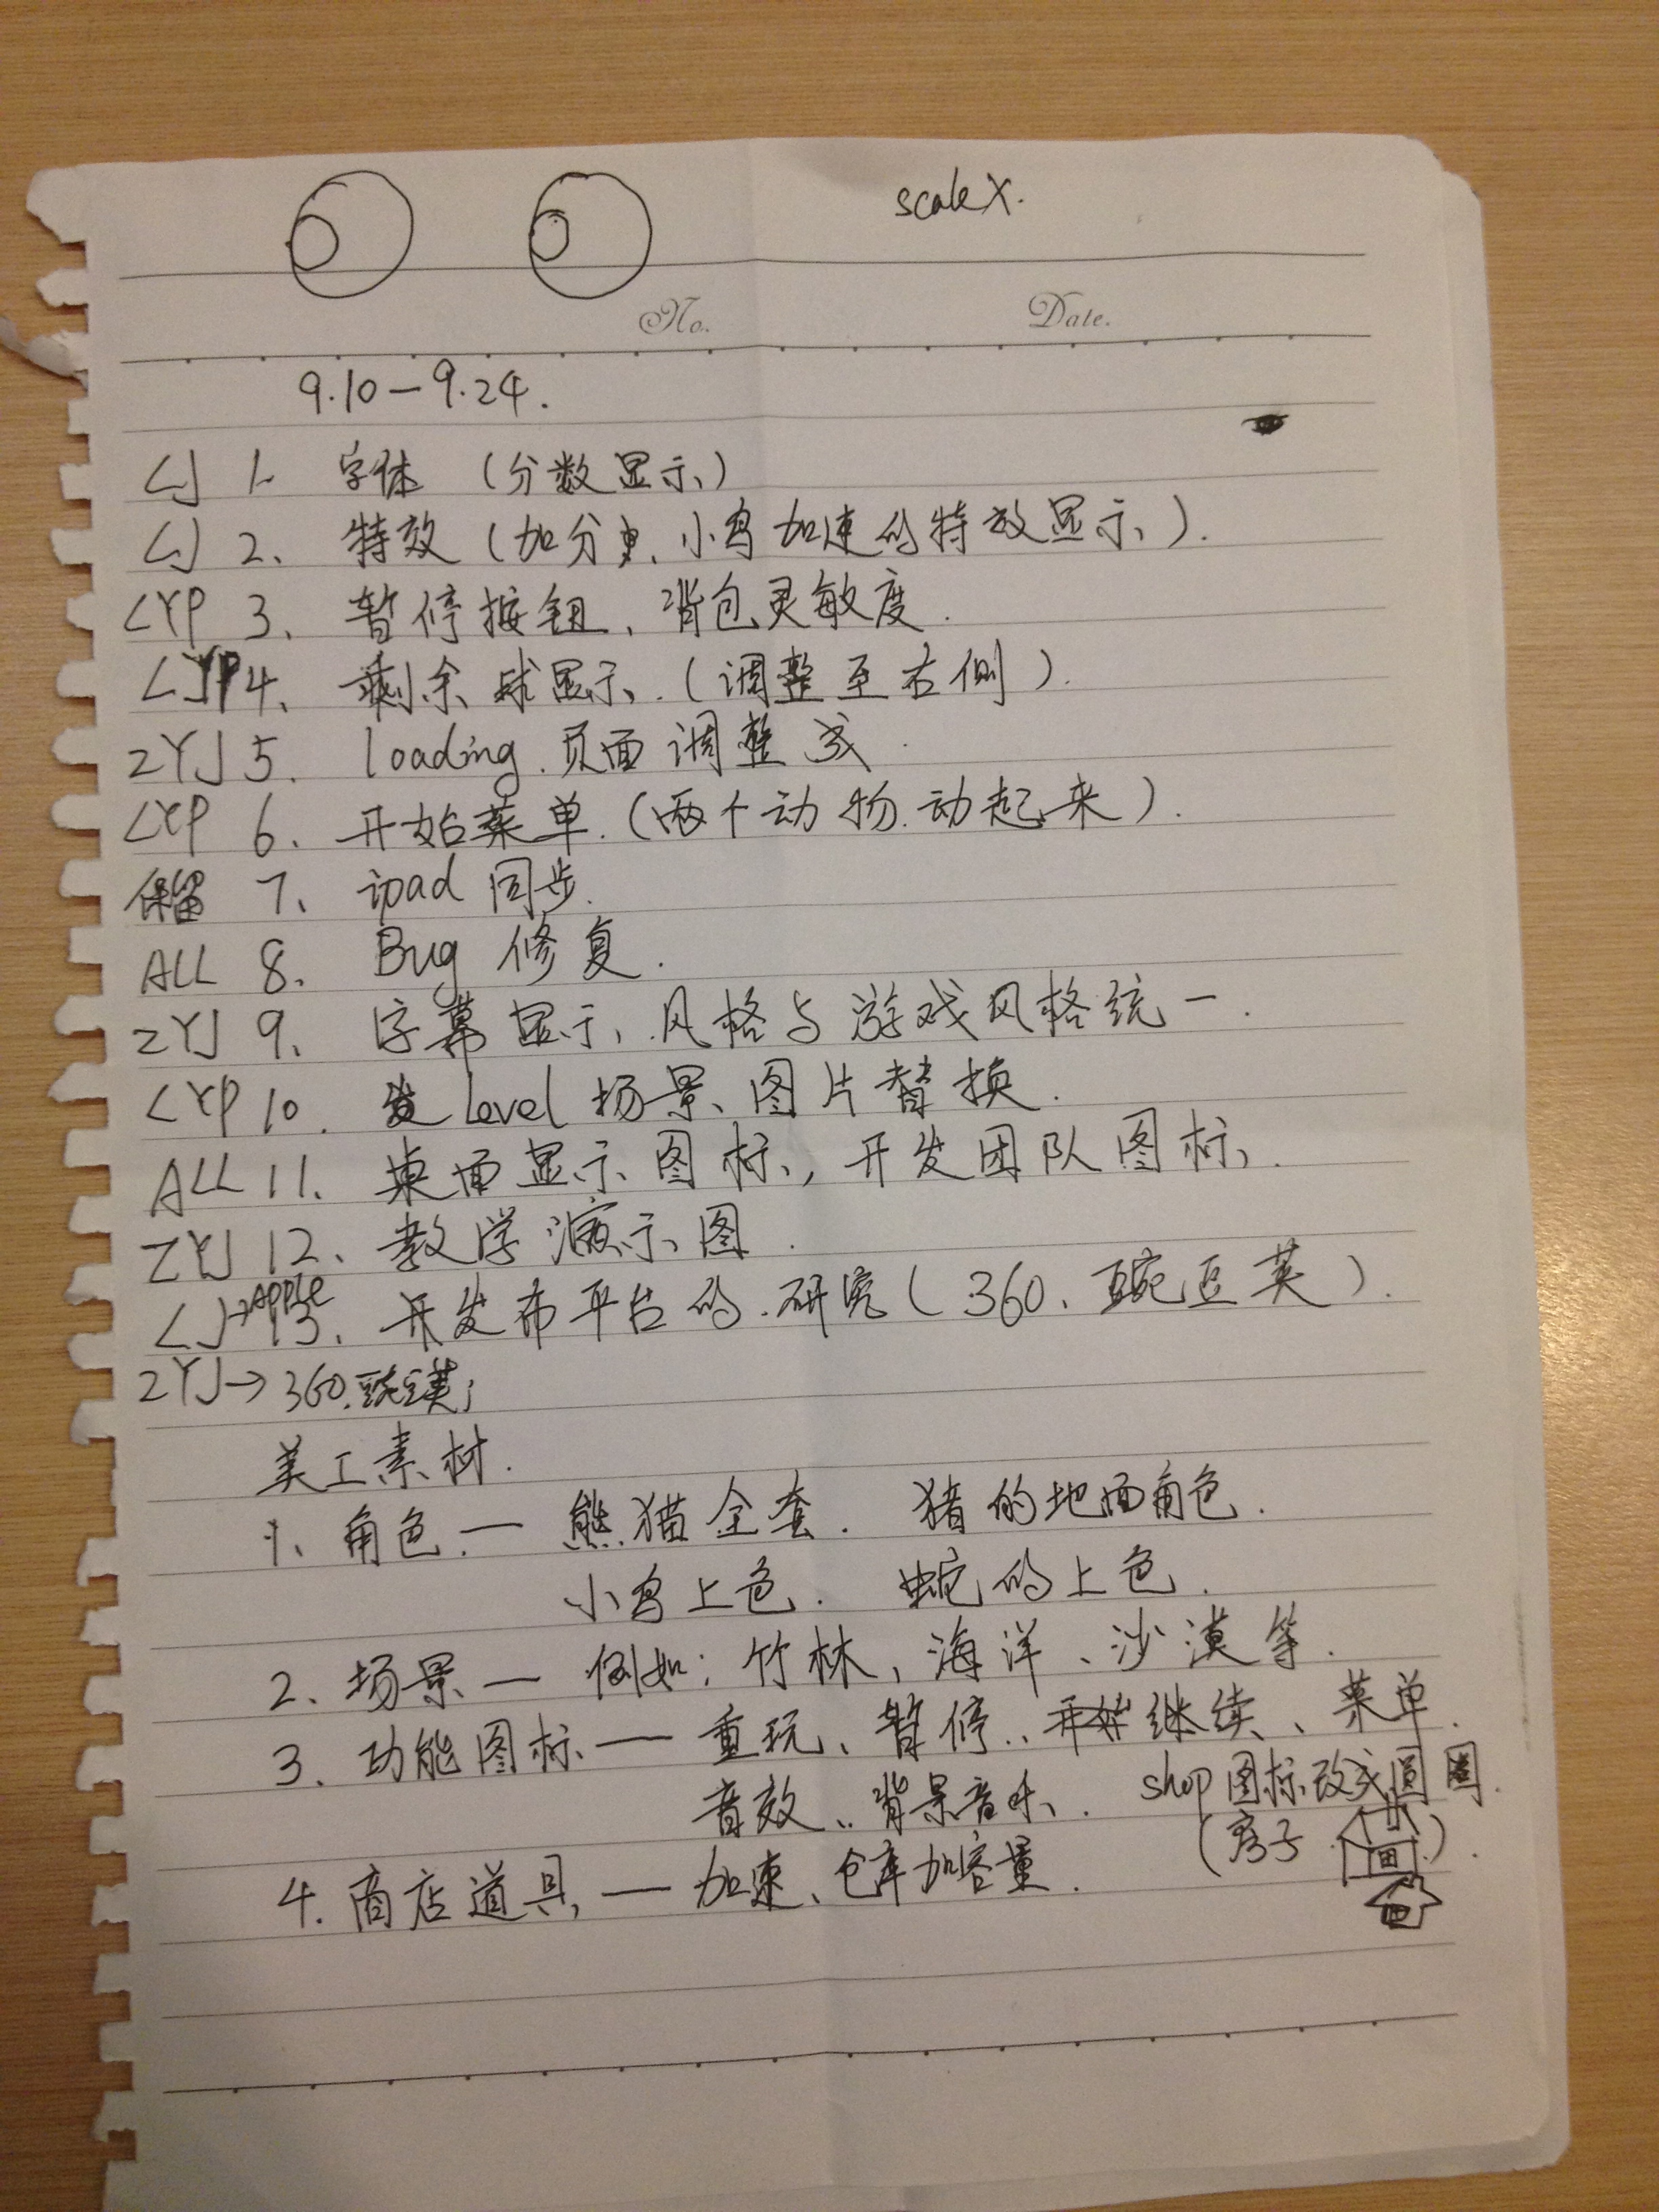 scaleX.
No. Date.
9.10—9.24.
LJ 1. 字体（分数显示）
LJ 2、特效（加分、小鸟加速的特效显示）.
LYP 3、暂停按钮、背包灵敏度.
LYP 4、剩余球显示.（调整至右侧）.
ZYJ 5. loading.页面调整
LYP 6、开始菜单.（两个动物.动起来）.
保留 7、ipad 同步.
ALL 8、Bug 修复.
ZYJ 9、字幕显示、风格与游戏风格统一.
LYP 10. level场景、图片替换.
ALL 11. 桌面显示图标，开发团队图标.
ZYJ 12、教学演示图.
LJ→APPLE 13、开发布平台的.研究（360、豌豆荚）.
ZYJ→360.豌豆荚；
美工素材.
1、角色.—熊猫全套. 猪的地面角色.
小鸟上色. 蛇的上色.
2、场景—例如：竹林、海洋、沙漠等.
3、功能图标—重玩、暂停、继续、菜单.
音效、背景音乐. shop图标改成圆圈.
（房子）.
4.商店道具—加速、仓库加容量.